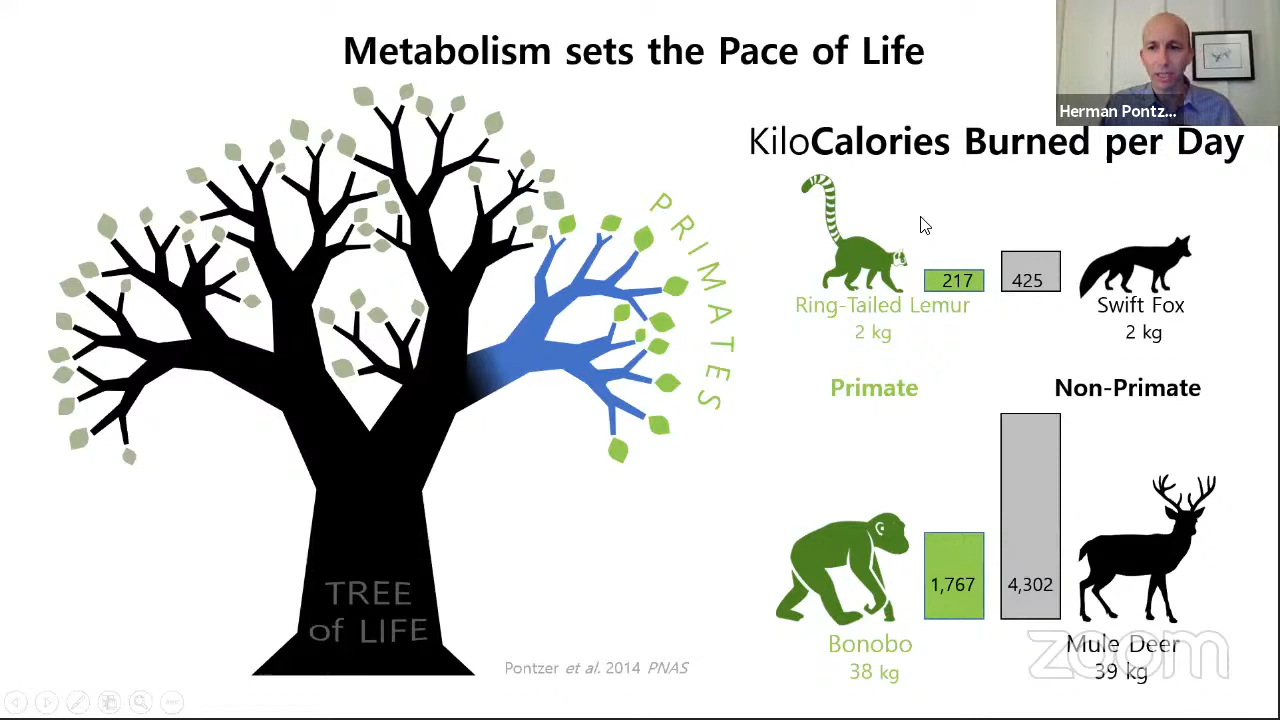 Metabolism sets the Pace of Life
Herman Pontz...
KiloCalories Burned per Day
PRIMATES
217
425
Ring-Tailed Lemur
2 kg
Swift Fox
2 kg
Primate
Non-Primate
1,767
4,302
TREE
of LIFE
Bonobo
38 kg
Mule Deer
39 kg
Pontzer et al. 2014 PNAS
zoom